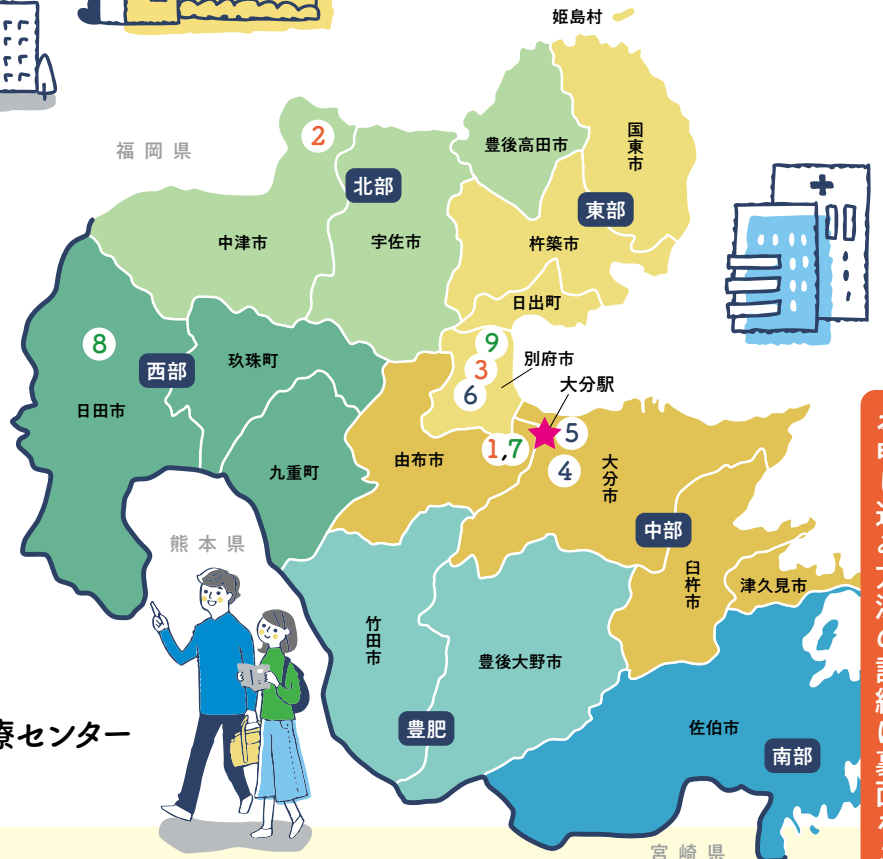 姫島村
福岡県
2
北部
豊後高田市
国東市
東部
中津市
宇佐市
杵築市
日出町
8
西部
玖珠町
9
3
6
別府市
大分駅
日田市
九重町
由布市
1,7
5
4
大分市
中部
熊本県
臼杵市
津久見市
竹田市
豊後大野市
豊肥
佐伯市
南部
療センター
宮崎県